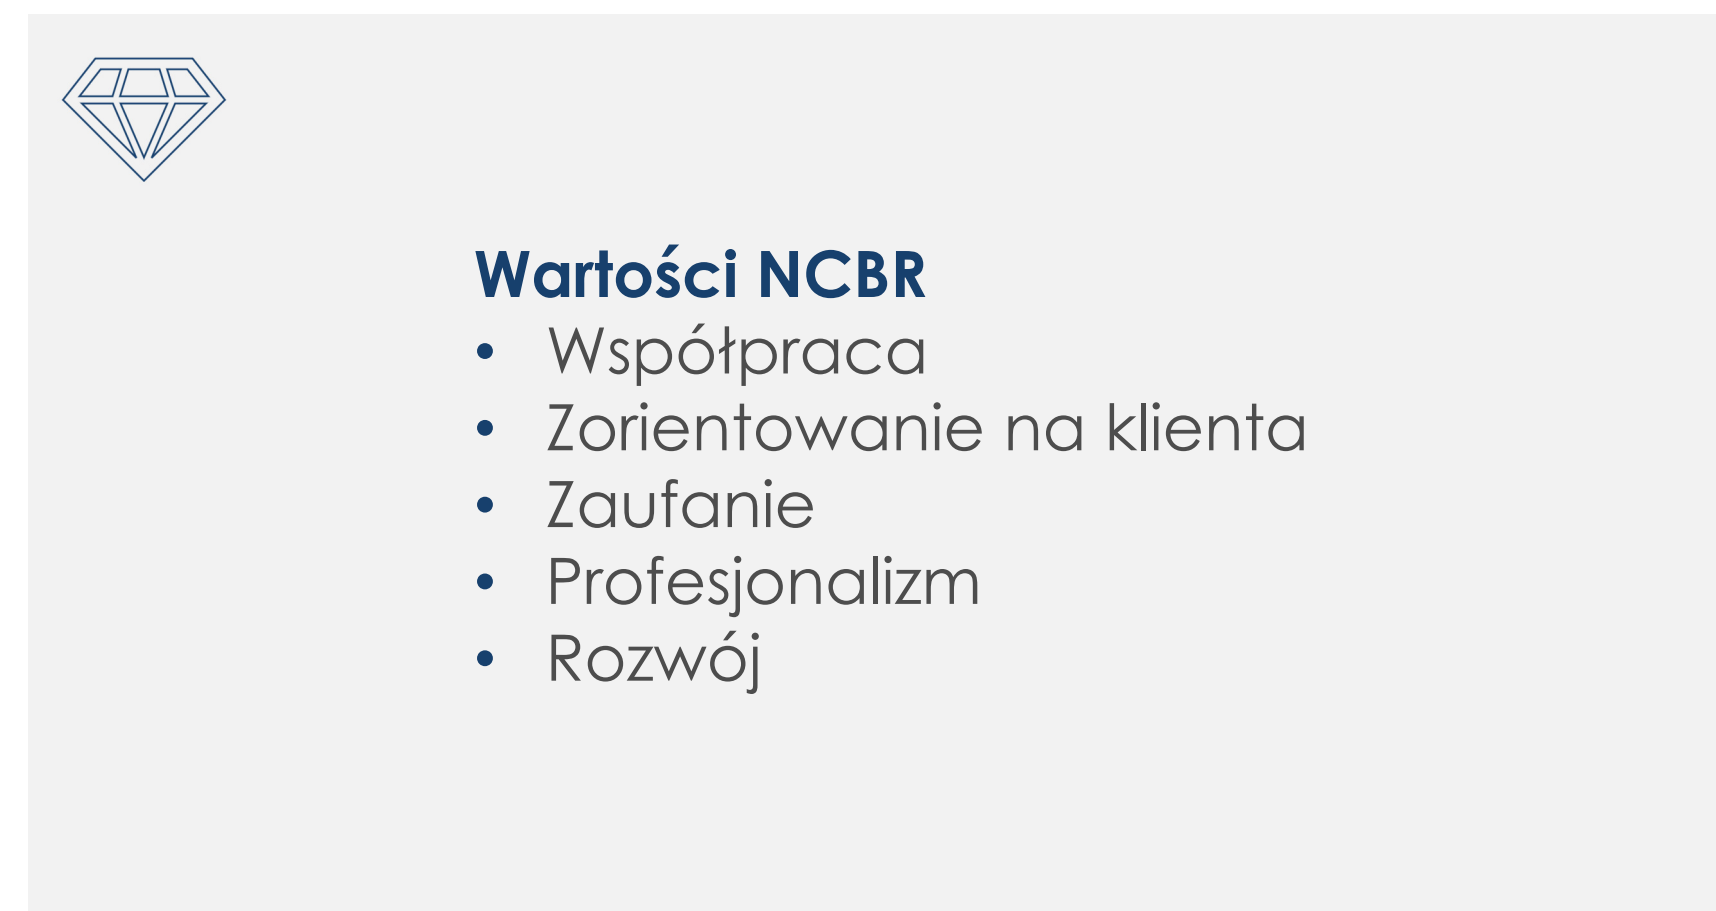 Wartości NCBR
• Współpraca
• Zorientowanie na klienta
• Zaufanie
• Profesjonalizm
• Rozwój